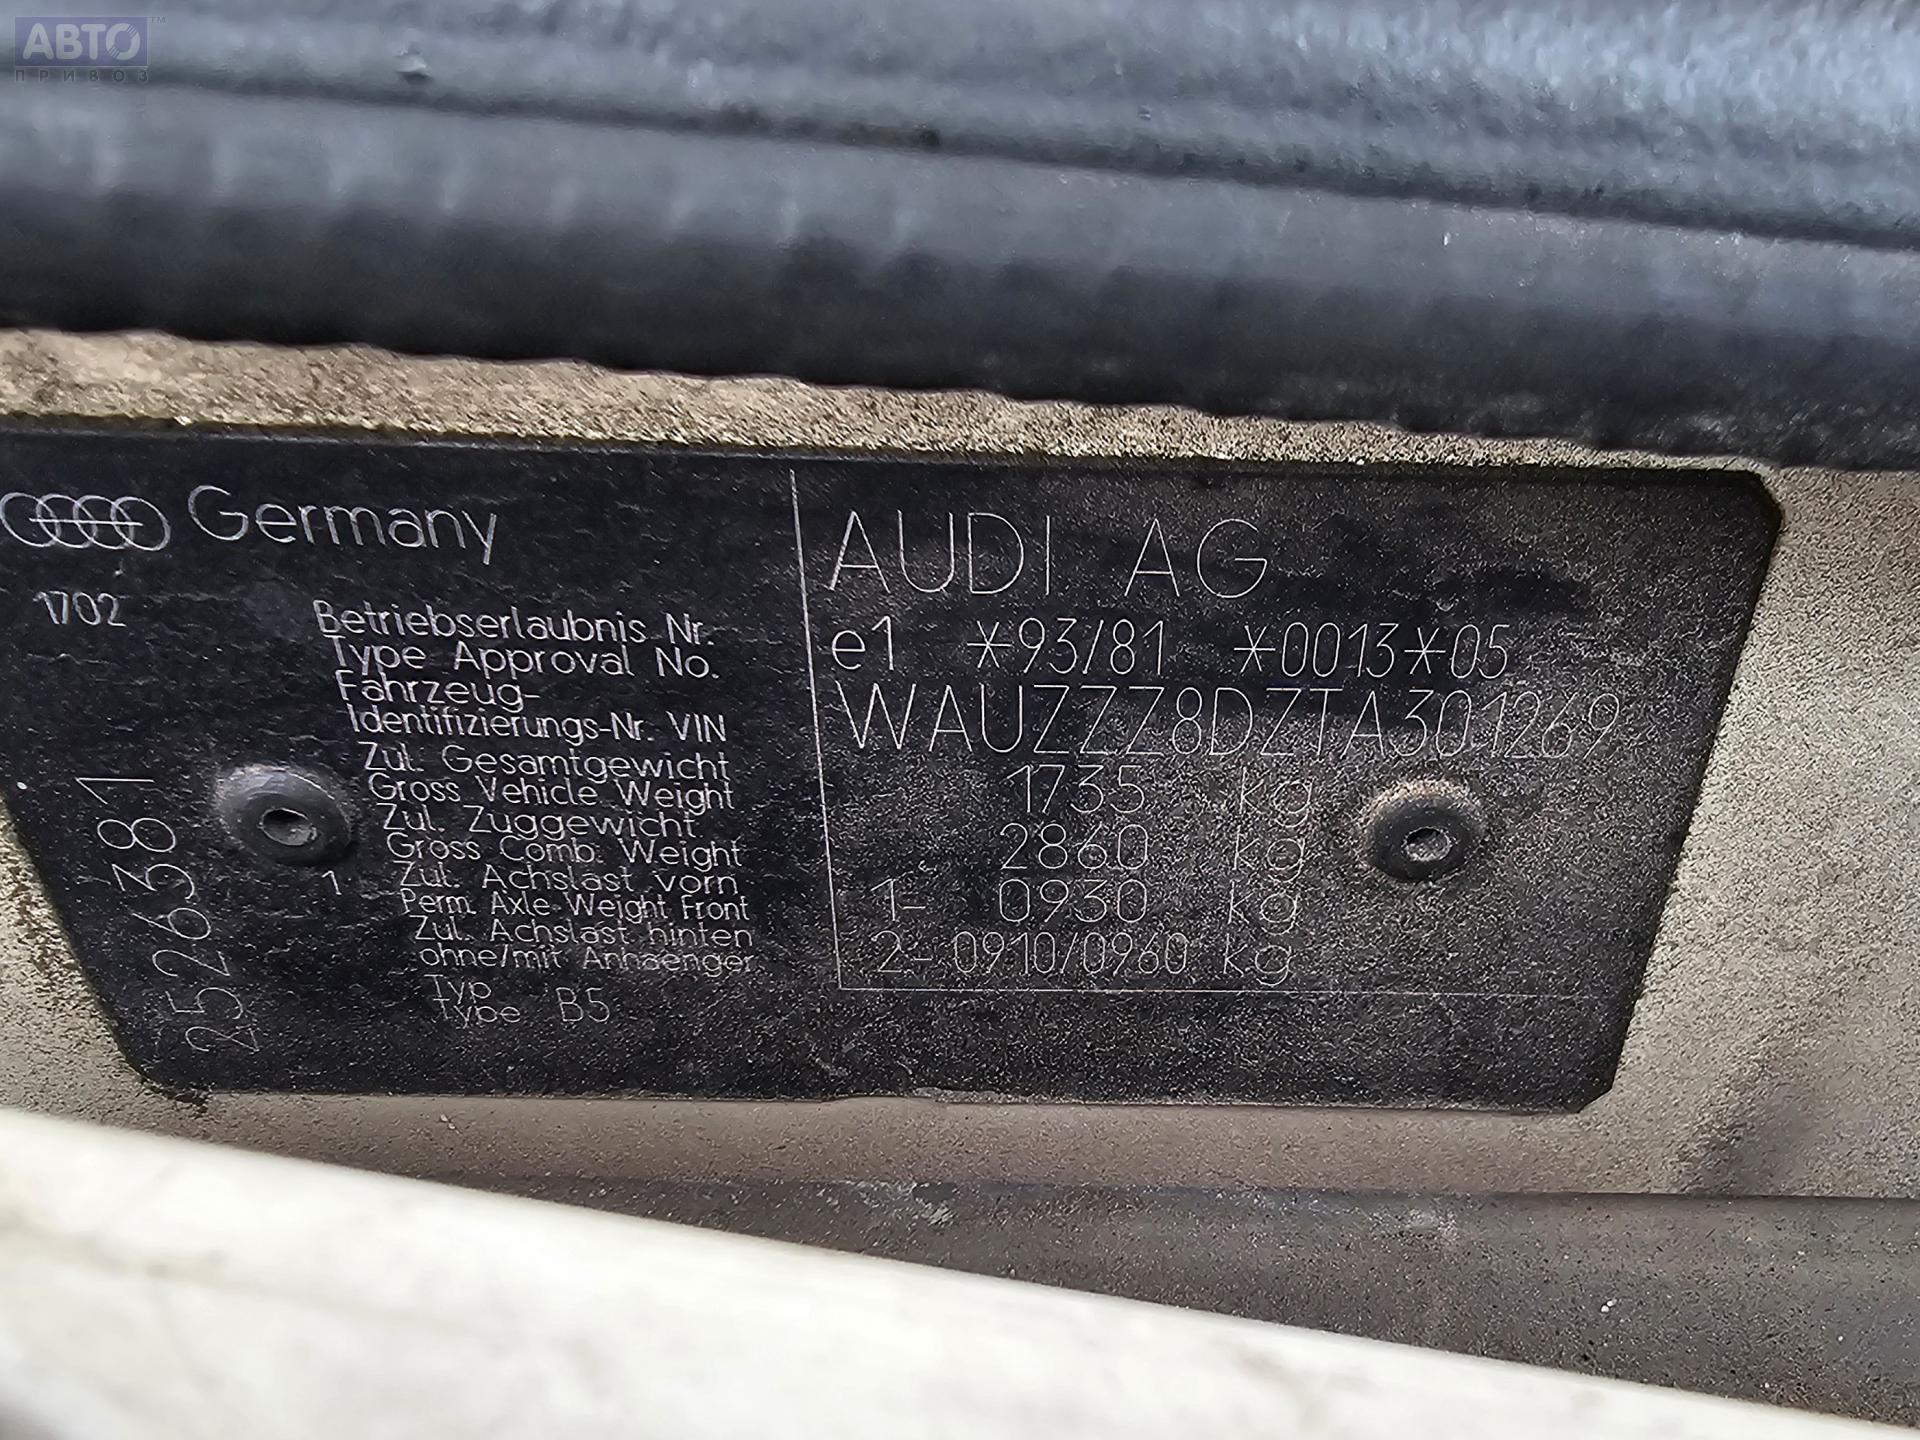 АВТО™
ПРИВОЗ
Germany
1702
2526381
Betriebserlaubnis Nr.
Type Approval No.
Fahrzeug-
Identifizierungs-Nr. VIN
Zul. Gesamtgewicht
Gross Vehicle Weight
Zul. Zuggewicht
Gross Comb. Weight
1 Zul. Achslast vorn
Perm. Axle Weight Front
Zul. Achslast hinten
ohne/mit Anhaenger
Typ
Type B5
AUDI AG
e1 *93/81 *0013*05
WAUZZZ8DZTA301269
1735 kg
2860 kg
1- 0930 kg
2- 0910/0960 kg